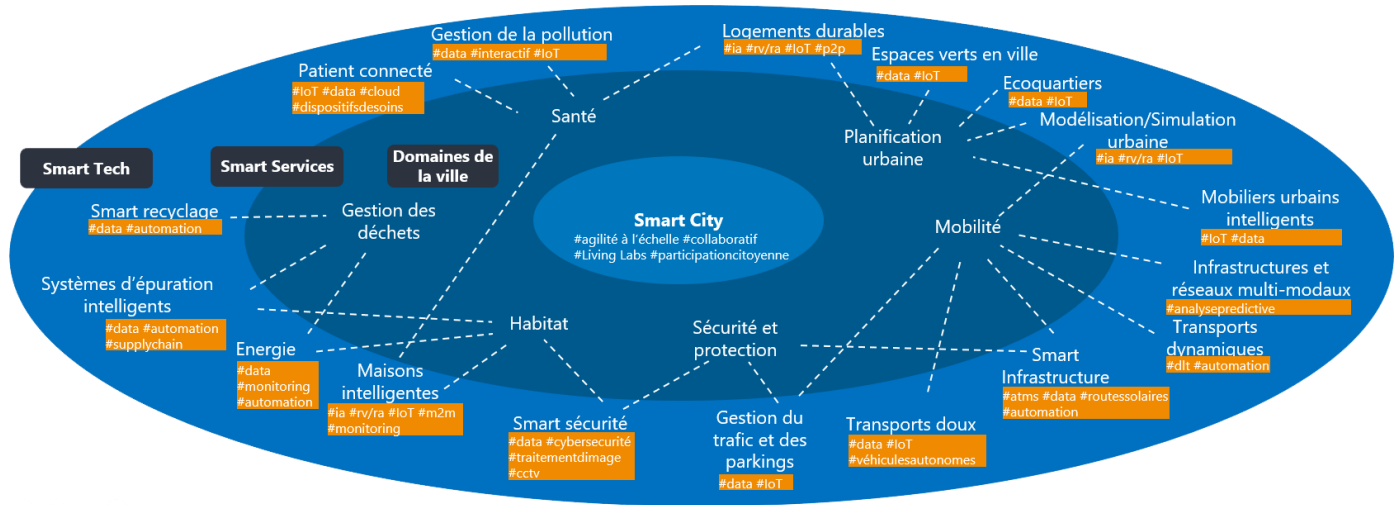 Gestion de la pollution
#data #interactif #IoT
Logements durables
#ia #rv/ra #IoT #p2p
Espaces verts en ville
#data #IoT
Patient connecté
#IoT #data #cloud
#dispositifsdesoins
Ecoquartiers
#data #IoT
Santé
Planification
urbaine
Modélisation/Simulation
urbaine
#ia #rv/ra #IoT
Smart Tech
Smart Services
Domaines de
la ville
Smart recyclage
#data #automation
Gestion des
déchets
Smart City
#agilité à l'échelle #collaboratif
#Living Labs #participationcitoyenne
Mobilité
Mobiliers urbains
intelligents
#IoT #data
Infrastructures et
réseaux multi-modaux
#analysepredictive
Systèmes d'épuration
intelligents
#data #automation
#supplychain
Habitat
Sécurité et
protection
Transports
dynamiques
#dlt #automation
Energie
#data
#monitoring
#automation
Maisons
intelligentes
#ia #rv/ra #IoT #m2m
#monitoring
Smart
Infrastructure
#atms #data #routessolaires
#automation
Smart sécurité
#data #cybersecurité
#traitementdimage
#cctv
Gestion du
trafic et des
parkings
#data #IoT
Transports doux
#data #IoT
#véhiculesautonomes